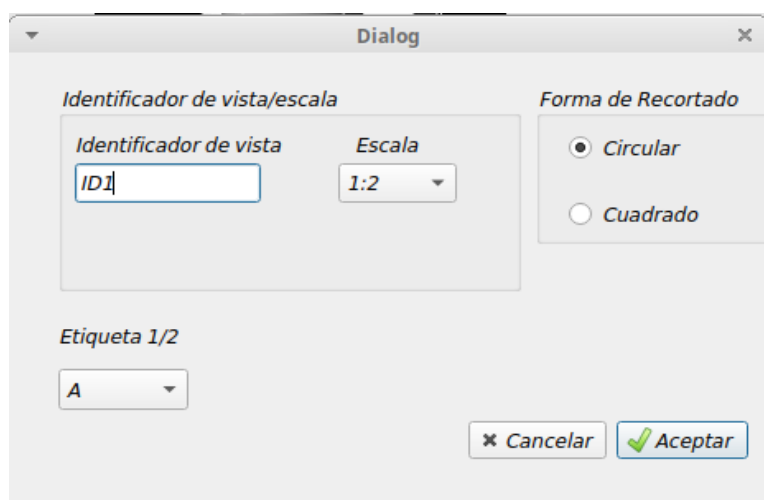 Dialog
Identificador de vista/escala
Forma de Recortado
Identificador de vista
Escala
Circular
ID1
1:2
Cuadrado
Etiqueta 1/2
A
Cancelar
Aceptar